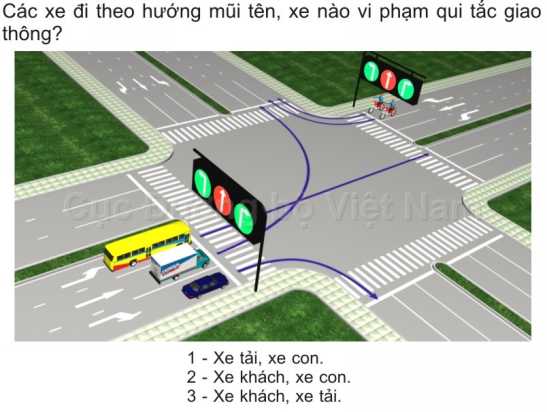 Các xe đi theo hướng mũi tên, xe nào vi phạm qui tắc giao
thông?
Cục Đường bộ Việt Nam
1 - Xe tải, xe con.
2 - Xe khách, xe con.
3 - Xe khách, xe tải.